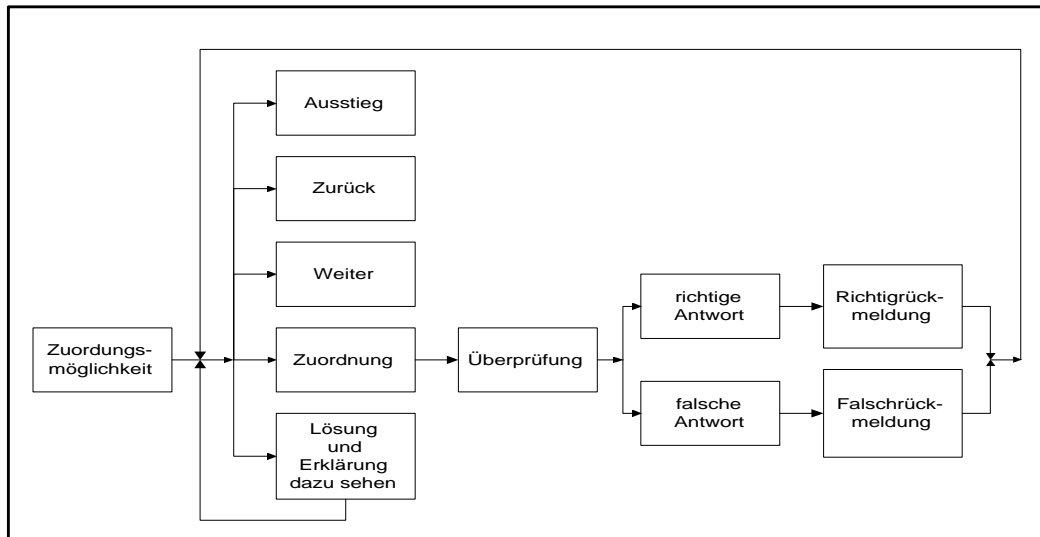 Ausstieg
Zurück
Weiter
Zuordungs-
möglichkeit
Zuordnung
Überprüfung
richtige
Antwort
Richtigrück-
meldung
falsche
Antwort
Falschrück-
meldung
Lösung
und
Erklärung
dazu sehen